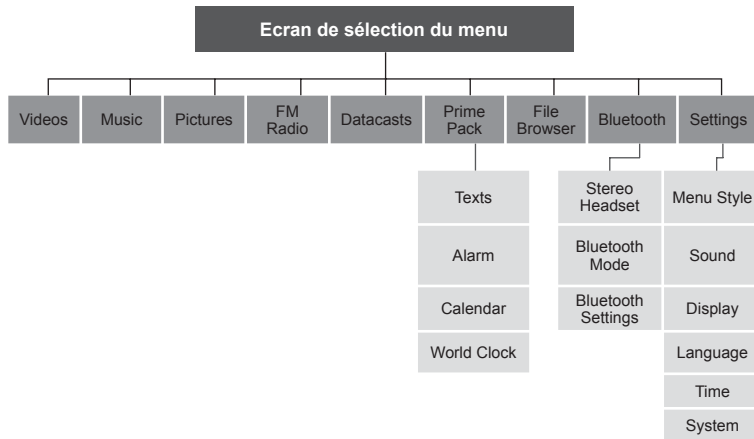 Ecran de sélection du menu
Videos
Music
Pictures
FM
Radio
Datacasts
Prime
Pack
File
Browser
Bluetooth
Settings
Texts
Alarm
Calendar
World Clock
Stereo
Headset
Bluetooth
Mode
Bluetooth
Settings
Menu Style
Sound
Display
Language
Time
System